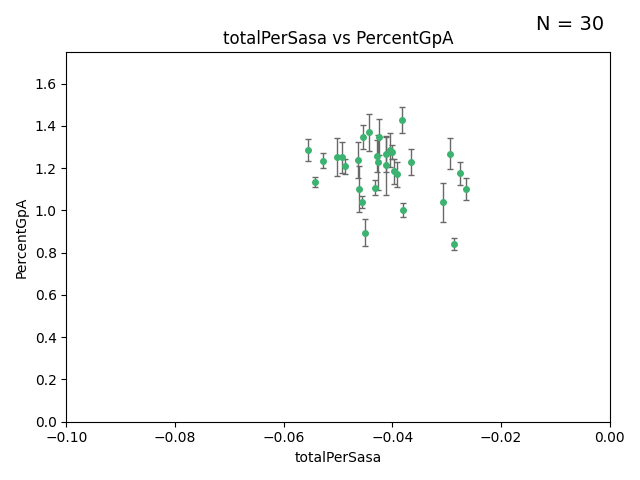 N = 30
totalPerSasa vs PercentGpA
1.6
1.4
1.2
1.0
0.8
0.6
0.4
0.2
0.0
PercentGpA
−0.10 −0.08 −0.06 −0.04 −0.02 0.00
totalPerSasa